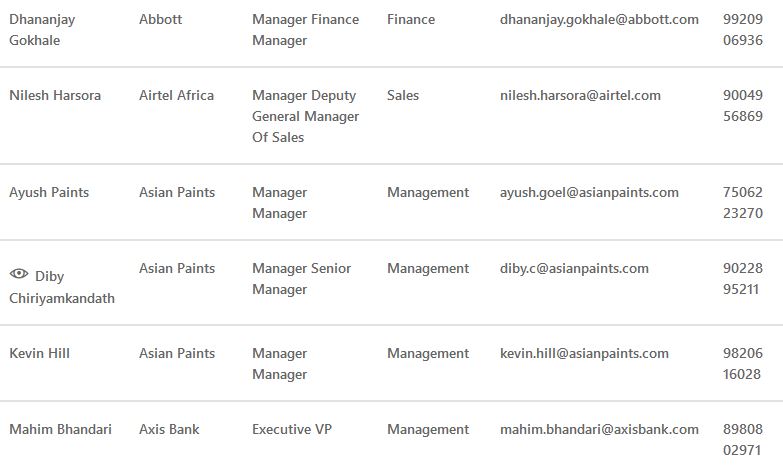 Dhananjay Abbott Manager Finance Finance dhananjay.gokhale@abbott.com 99209
Gokhale Manager 06936
Nilesh Harsora Airtel Africa Manager Deputy Sales nilesh.harsora@airtel.com 90049
General Manager 56869
Of Sales
Ayush Paints Asian Paints Manager Management ayush.goel@asianpaints.com 75062
Manager 23270
Diby Asian Paints Manager Senior Management diby.c@asianpaints.com 90228
Chiriyamkandath Manager 95211
Kevin Hill Asian Paints Manager Management kevin.hill@asianpaints.com 98206
Manager 16028
Mahim Bhandari Axis Bank Executive VP Management mahim.bhandari@axisbank.com 89808
02971